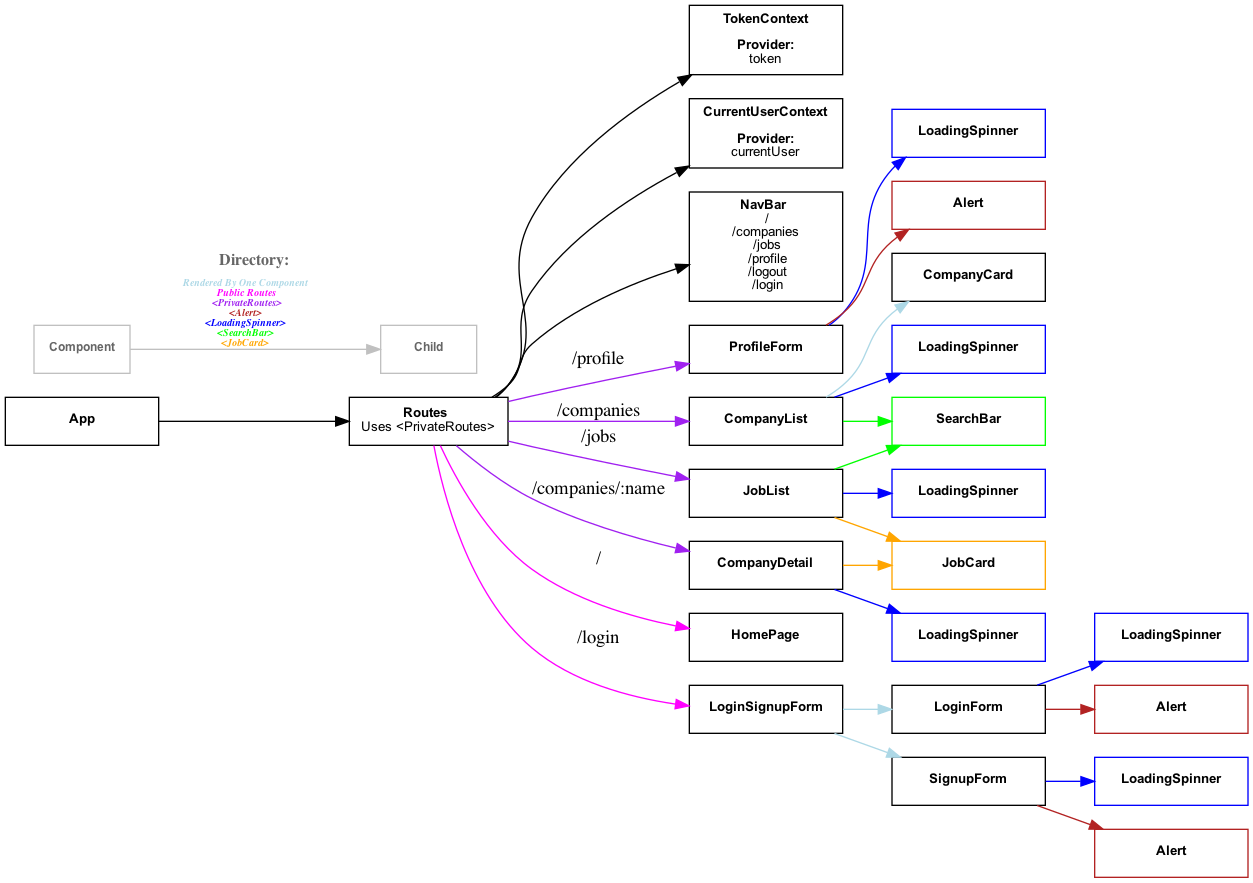 TokenContext
Provider:
token
CurrentUserContext
Provider:
currentUser
NavBar
/
/companies
/jobs
/profile
/logout
/login
LoadingSpinner
Alert
CompanyCard
Directory:
Rendered By One Component
Public Routes
<PrivateRoutes>
<Alert>
<LoadingSpinner>
<SearchBar>
<JobCard>
Component
Child
/profile
ProfileForm
LoadingSpinner
App
Routes
Uses <PrivateRoutes>
/companies
CompanyList
SearchBar
/jobs
JobList
LoadingSpinner
/companies/:name
CompanyDetail
JobCard
/
HomePage
LoadingSpinner
LoadingSpinner
/login
LoginSignupForm
LoginForm
Alert
SignupForm
LoadingSpinner
Alert